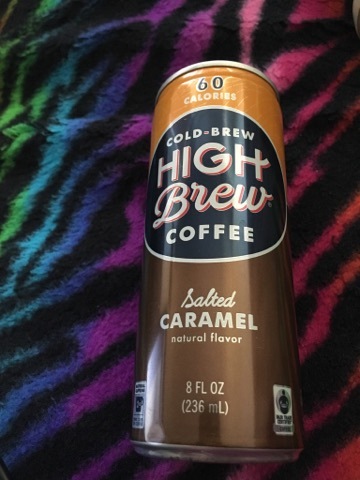 60
CALORIES
COLD-BREW
HIGH
Brew
COFFEE
Salted
CARAMEL
natural flavor
8 FL OZ
(236 mL)